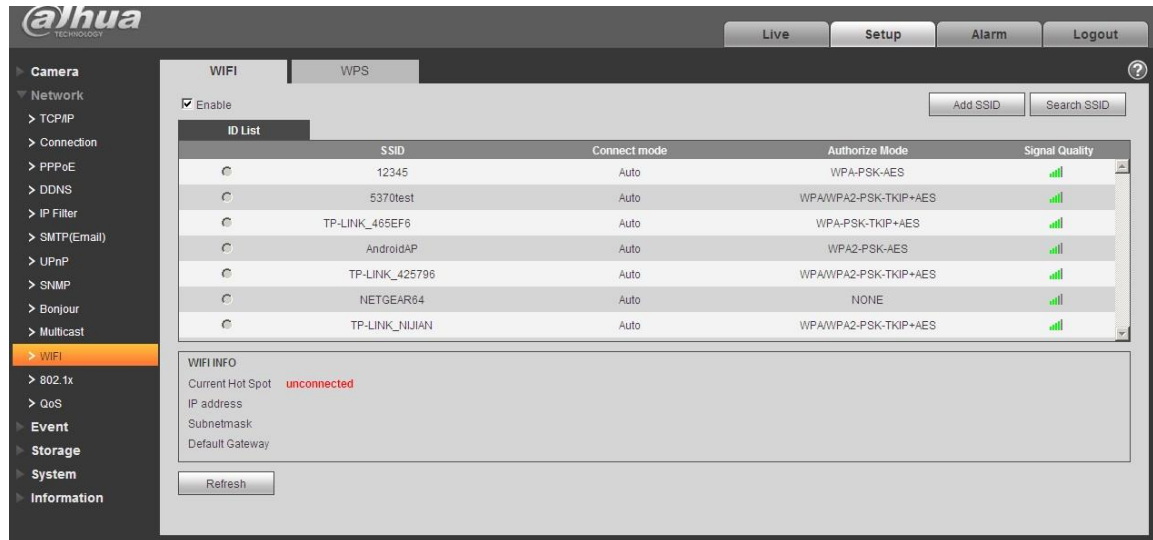 alhua
TECHNOLOGY
Live Setup Alarm Logout
Camera
Network
> TCP/IP
> Connection
> PPPoE
> DDNS
> IP Filter
> SMTP(Email)
> UPnP
> SNMP
> Bonjour
> Multicast
> WIFI
> 802.1x
> QoS
Event
Storage
System
Information
WIFI WPS
?
Enable Add SSID Search SSID
ID List
SSID Connect mode Authorize Mode Signal Quality
12345 Auto WPA-PSK-AES
5370test Auto WPA/WPA2-PSK-TKIP+AES
TP-LINK_465EF6 Auto WPA-PSK-TKIP+AES
AndroidAP Auto WPA2-PSK-AES
TP-LINK_425796 Auto WPA/WPA2-PSK-TKIP+AES
NETGEAR64 Auto NONE
TP-LINK_NIJIAN Auto WPA/WPA2-PSK-TKIP+AES
WIFI INFO
Current Hot Spot unconnected
IP address
Subnetmask
Default Gateway
Refresh